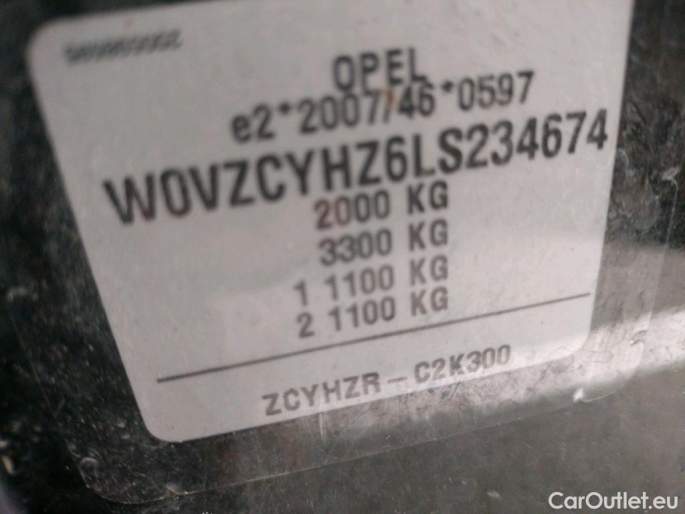 OPEL
e2*2007/46*0597
W0VZCYHZ6LS234674
2000 KG
3300 KG
1 1100 KG
2 1100 KG
ZCYHZR - C2K300
CarOutlet.eu